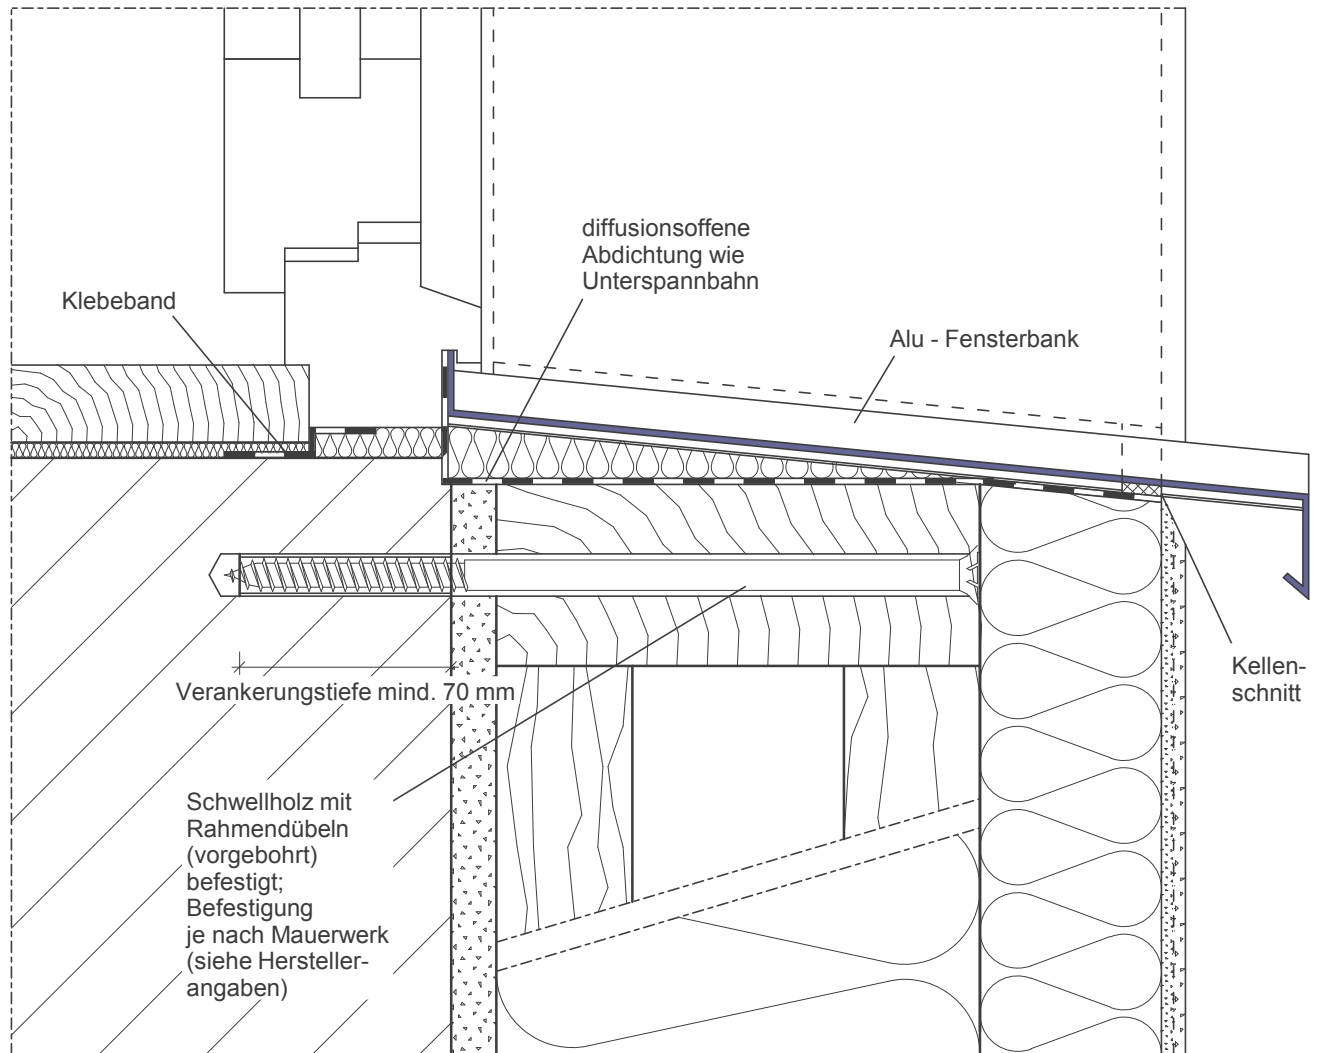 diffusionsoffene
Abdichtung wie
Unterspannbahn
Klebeband
Alu - Fensterbank
Kellen-
schnitt
Verankerungstiefe mind. 70 mm
Schwellholz mit
Rahmendübeln
(vorgebohrt)
befestigt;
Befestigung
je nach Mauerwerk
(siehe Hersteller-
angaben)